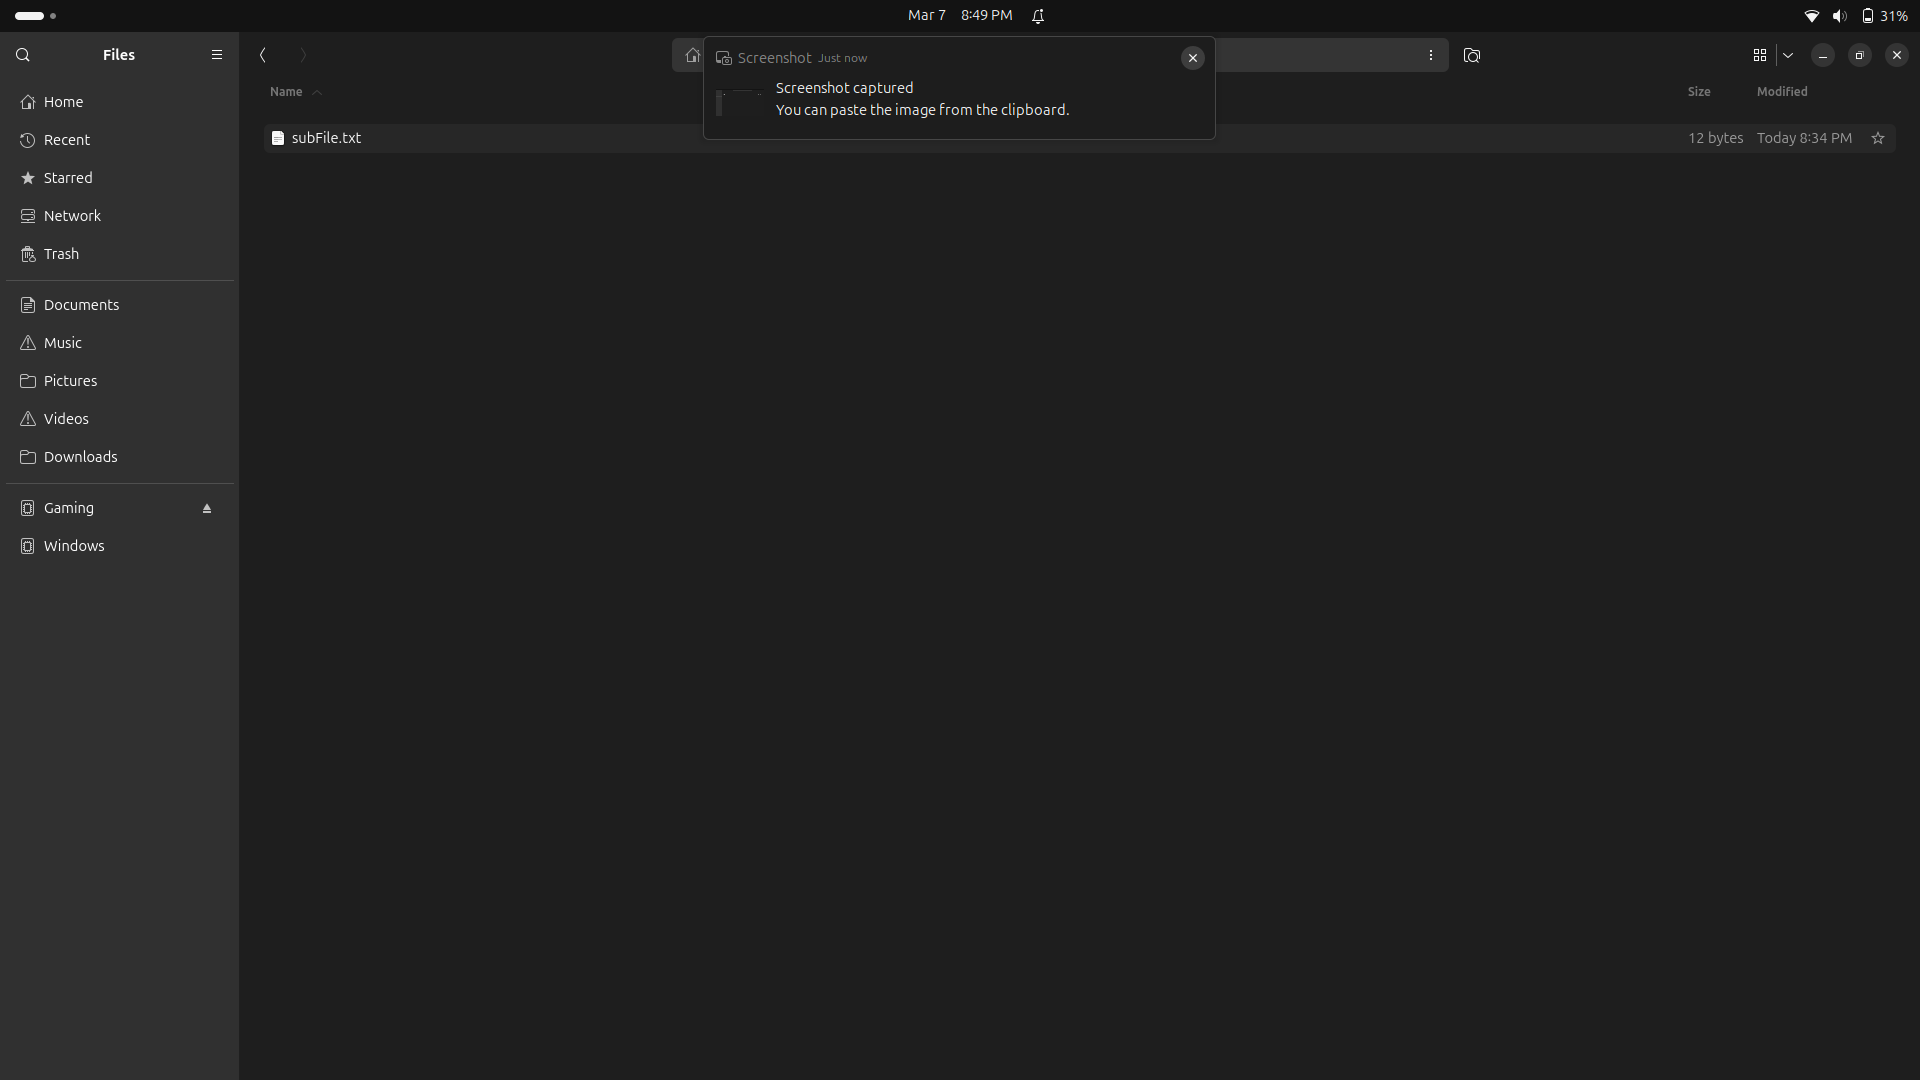 Mar 7 8:49 PM
31%
Files
Screenshot Just now
Screenshot captured
You can paste the image from the clipboard.
Name Size Modified
subFile.txt 12 bytes Today 8:34 PM
Home
Recent
Starred
Network
Trash
Documents
Music
Pictures
Videos
Downloads
Gaming
Windows